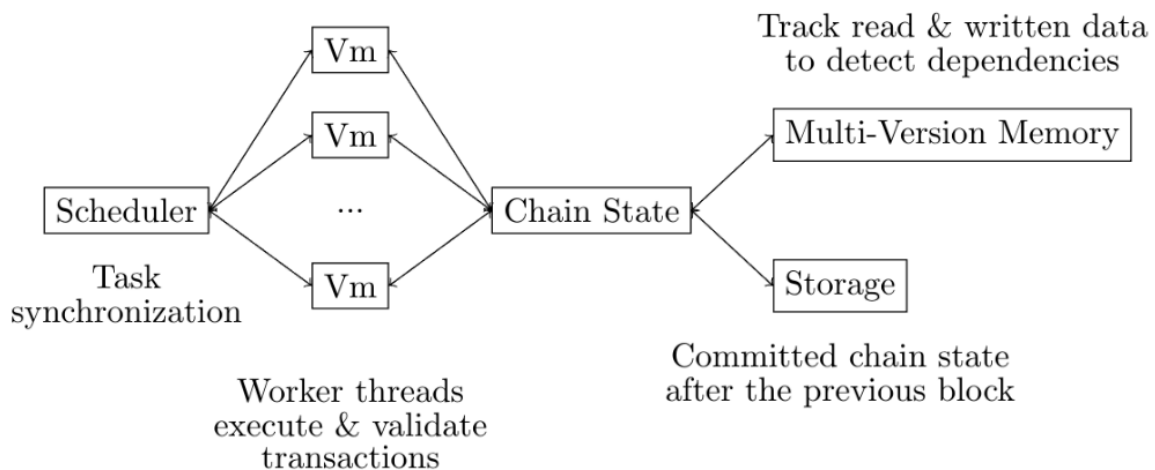 Vm
Track read & written data
to detect dependencies
Vm
Multi-Version Memory
Scheduler
...
Chain State
Task
synchronization
Vm
Storage
Worker threads
execute & validate
transactions
Committed chain state
after the previous block